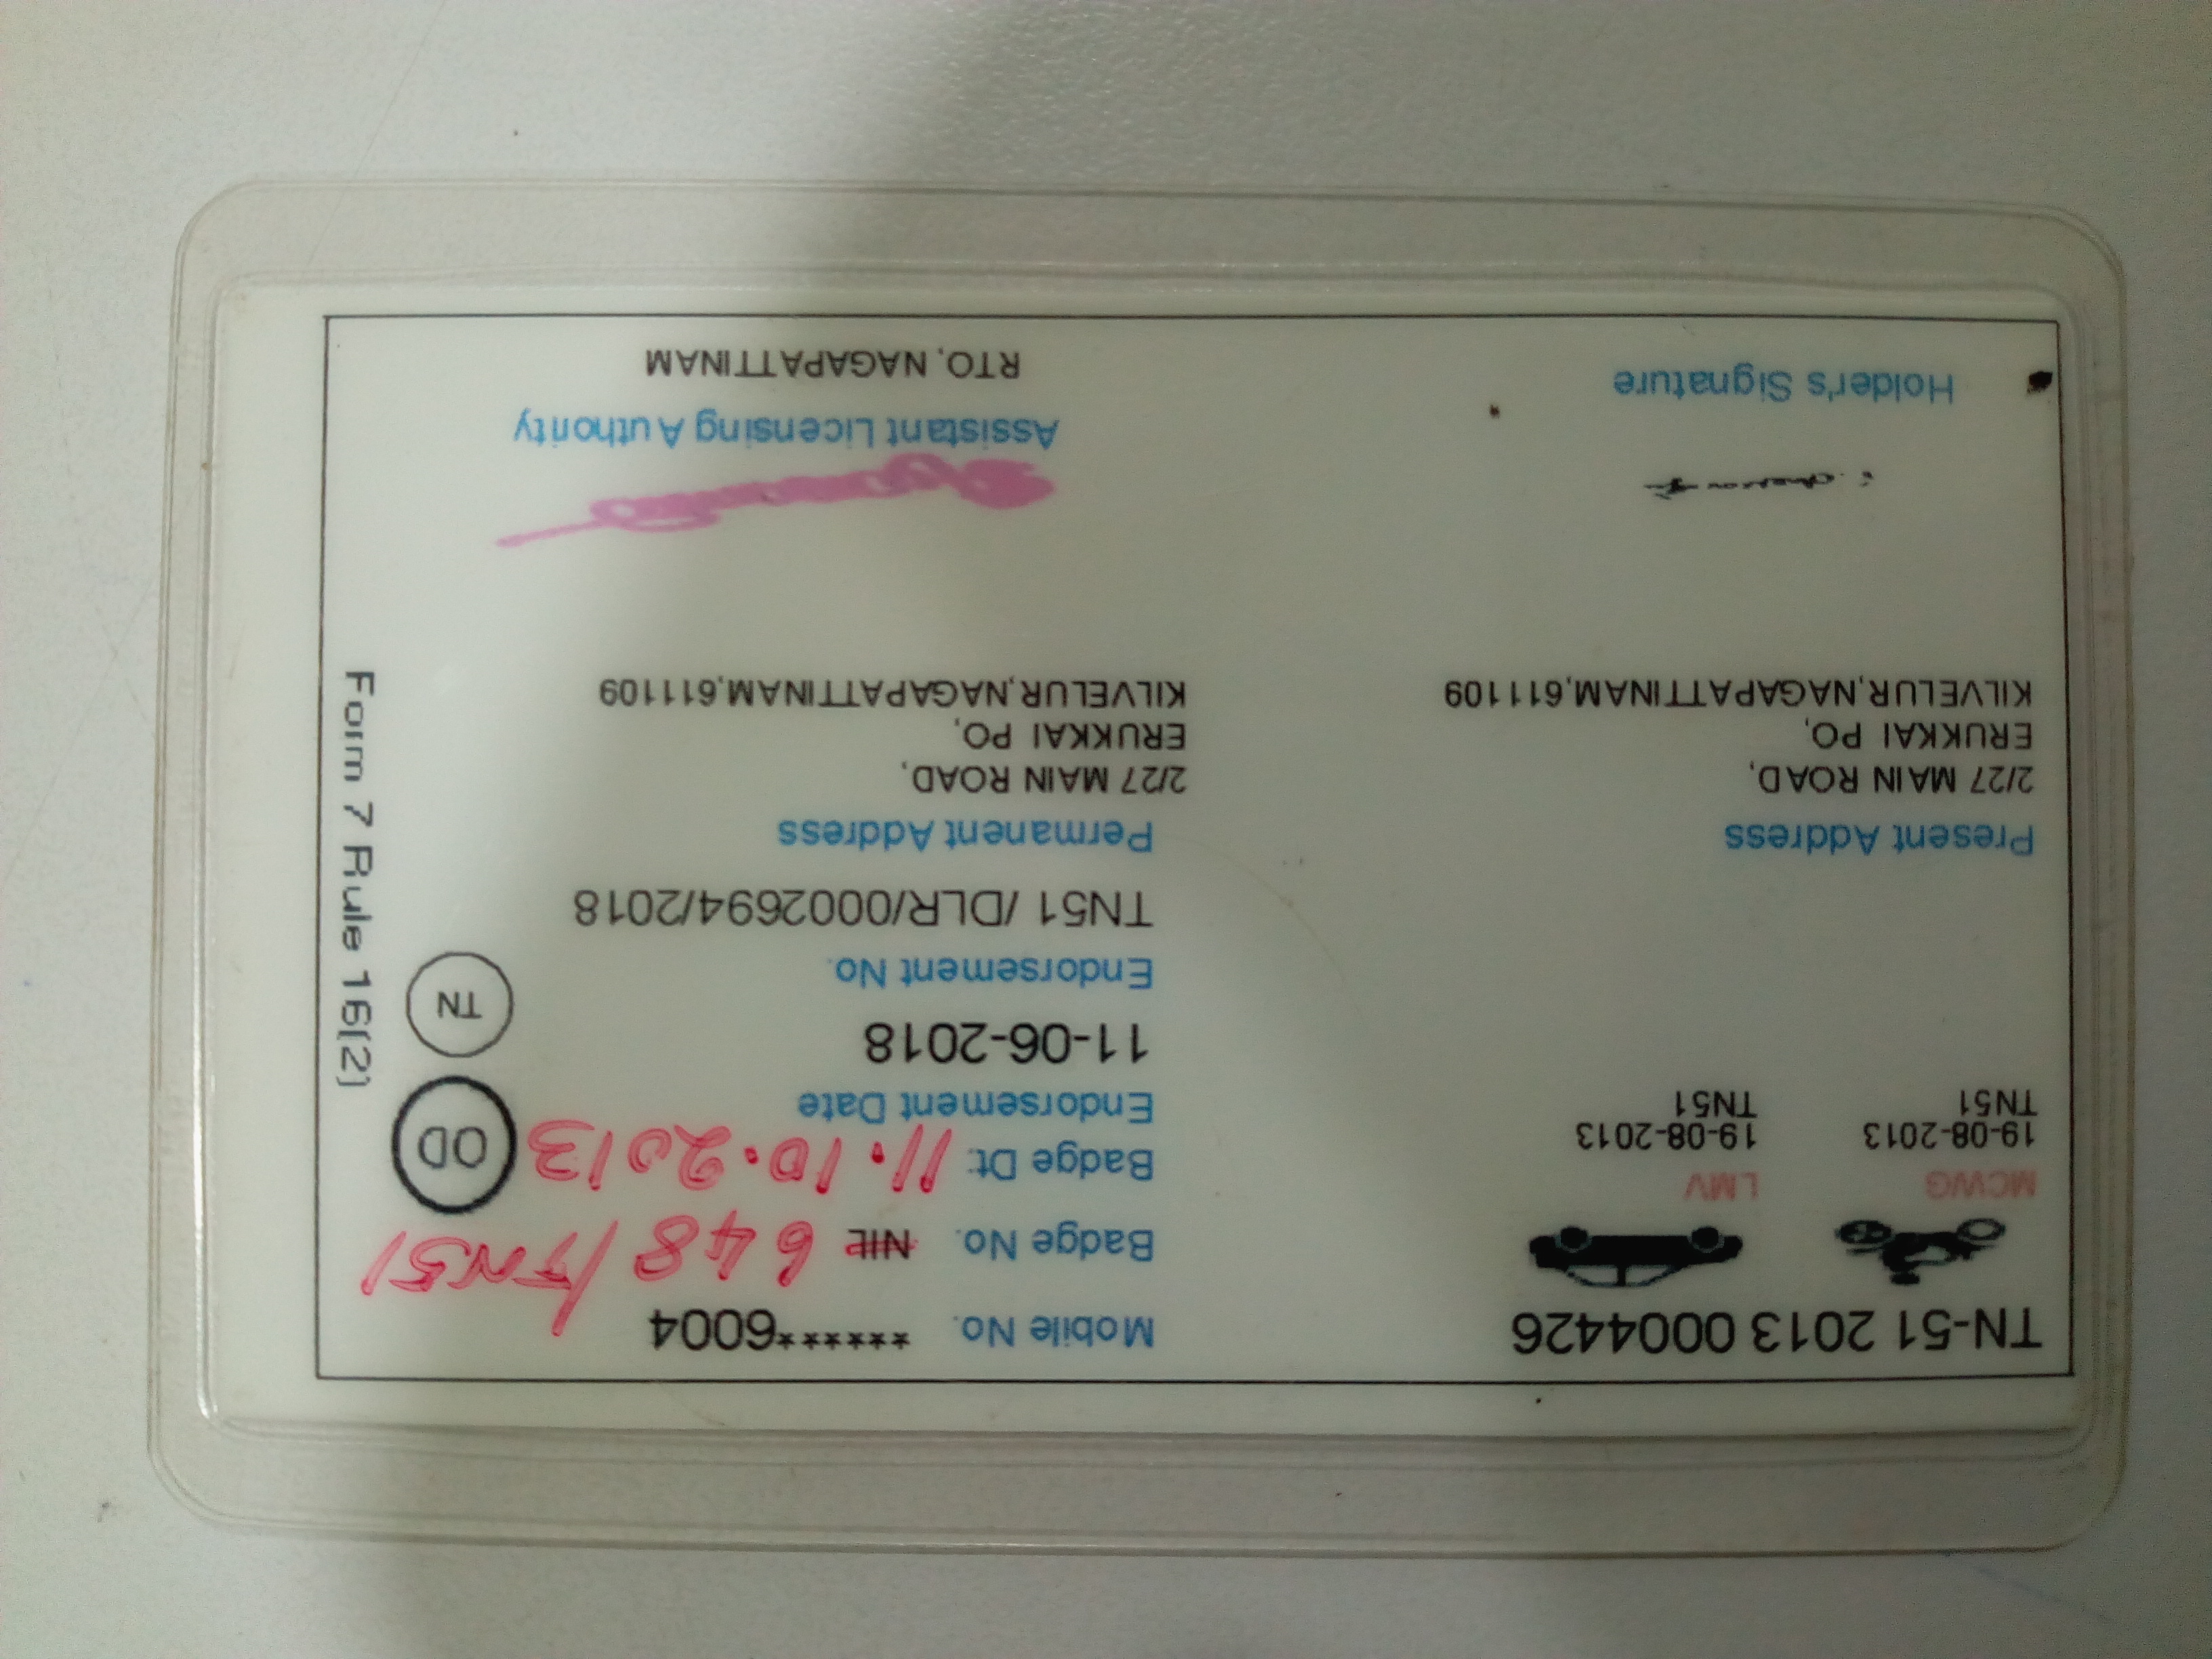 TN-51 2013 0004426
MCWG
19-08-2013
TN51
LMV
19-08-2013
TN51
Mobile No. ******6004
Badge No. NIL 648/TN51
Badge Dt: 11.10.2013
Endorsement Date
11-06-2018
Endorsement No.
TN51 /DLR/0002694/2018
OD
TN
Present Address
2/27 MAIN ROAD,
ERUKKAI PO,
KILVELUR,NAGAPATTINAM,611109
Permanent Address
2/27 MAIN ROAD,
ERUKKAI PO,
KILVELUR,NAGAPATTINAM,611109
Holder's Signature
Assistant Licensing Authority
RTO, NAGAPATTINAM
Form 7 Rule 16(2)